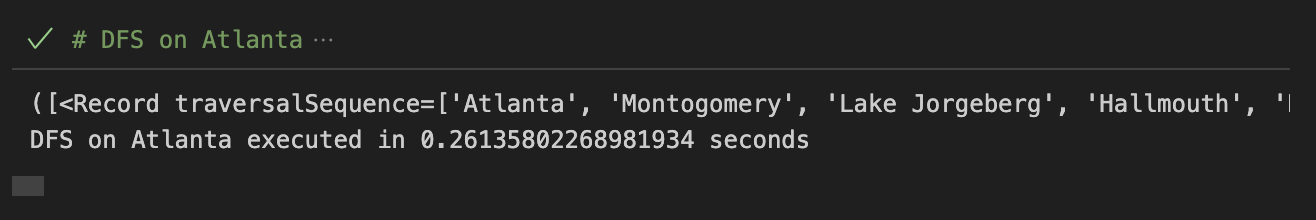 # DFS on Atlanta ...
([<Record traversalSequence=['Atlanta', 'Montogomery', 'Lake Jorgeberg', 'Hallmouth', '
DFS on Atlanta executed in 0.26135802268981934 seconds